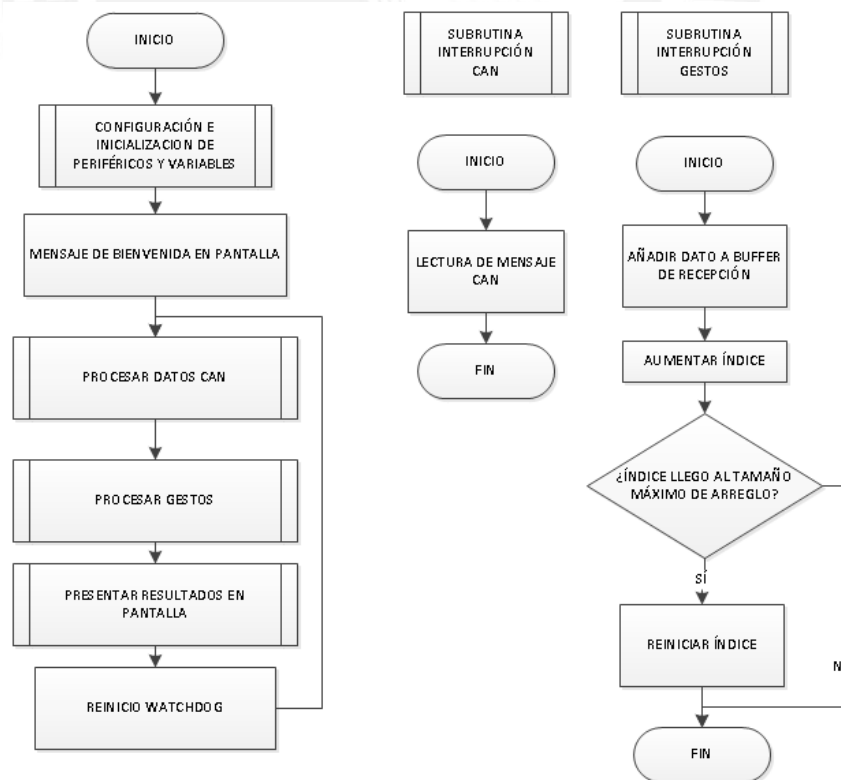 INICIO
CONFIGURACIÓN E
INICIALIZACION DE
PERIFÉRICOS Y VARIABLES
MENSAJE DE BIENVENIDA EN PANTALLA
PROCESAR DATOS CAN
PROCESAR GESTOS
PRESENTAR RESULTADOS EN
PANTALLA
REINICIO WATCHDOG
SUBRUTINA
INTERRUPCIÓN
CAN
INICIO
LECTURA DE MENSAJE
CAN
FIN
SUBRUTINA
INTERRUPCIÓN
GESTOS
INICIO
AÑADIR DATO A BUFFER
DE RECEPCIÓN
AUMENTAR ÍNDICE
¿ÍNDICE LLEGO AL TAMAÑO
MÁXIMO DE ARREGLO?
SÍ
REINICIAR ÍNDICE
N
FIN